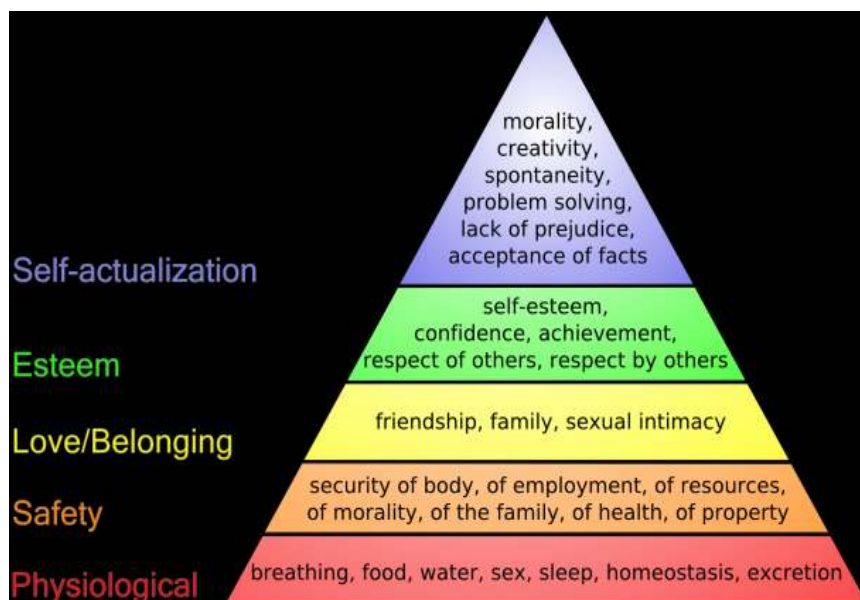 morality,
creativity,
spontaneity,
problem solving,
lack of prejudice,
acceptance of facts
Self-actualization
self-esteem,
confidence, achievement,
respect of others, respect by others
Esteem
friendship, family, sexual intimacy
Love/Belonging
security of body, of employment, of resources,
of morality, of the family, of health, of property
Safety
breathing, food, water, sex, sleep, homeostasis, excretion
Physiological